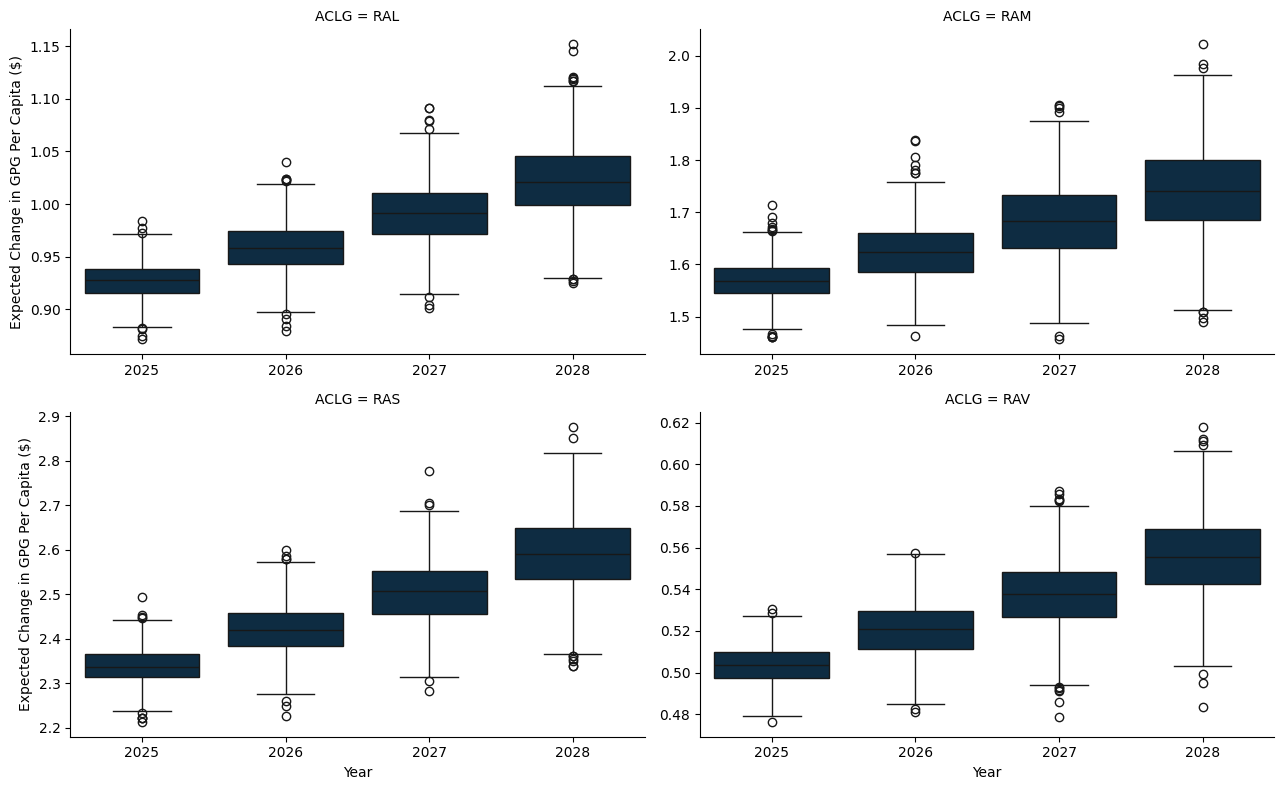 ACLG = RAL
Expected Change in GPG Per Capita ($)
1.15
1.10
1.05
1.00
0.95
0.90
2025 2026 2027 2028
ACLG = RAM
2.0
1.9
1.8
1.7
1.6
1.5
2025 2026 2027 2028
ACLG = RAS
Expected Change in GPG Per Capita ($)
2.9
2.8
2.7
2.6
2.5
2.4
2.3
2.2
2025 2026 2027 2028
Year
ACLG = RAV
0.62
0.60
0.58
0.56
0.54
0.52
0.50
0.48
2025 2026 2027 2028
Year